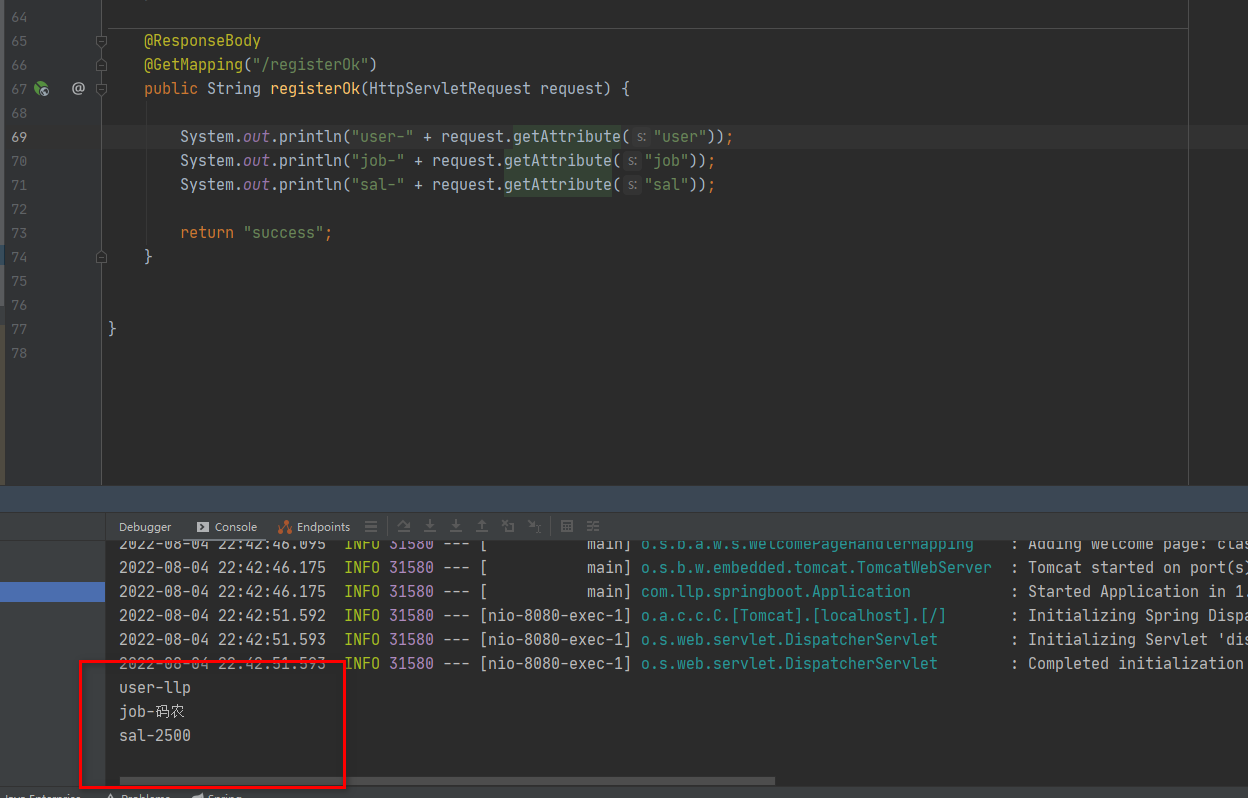 64
65 @ResponseBody
66 @GetMapping("/registerOk")
67 @ public String registerOk(HttpServletRequest request) {
68
69 System.out.println("user-" + request.getAttribute( s: "user"));
70 System.out.println("job-" + request.getAttribute( s: "job"));
71 System.out.println("sal-" + request.getAttribute( s: "sal"));
72
73 return "success";
74 }
75
76
77 }
78
Debugger Console Endpoints
2022-08-04 22:42:46.095 INFO 31580 --- [ main] o.s.b.a.w.s.WelcomePageHandlerMapping : Adding welcome page: clas
2022-08-04 22:42:46.175 INFO 31580 --- [ main] o.s.b.w.embedded.tomcat.TomcatWebServer : Tomcat started on port(s)
2022-08-04 22:42:46.175 INFO 31580 --- [ main] com.llp.springboot.Application : Started Application in 1.
2022-08-04 22:42:51.592 INFO 31580 --- [nio-8080-exec-1] o.a.c.c.C.[Tomcat].[localhost].[/] : Initializing Spring Dispa
2022-08-04 22:42:51.593 INFO 31580 --- [nio-8080-exec-1] o.s.web.servlet.DispatcherServlet : Initializing Servlet 'dis
2022-08-04 22:42:51.593 INFO 31580 --- [nio-8080-exec-1] o.s.web.servlet.DispatcherServlet : Completed initialization
user-llp
job-码农
sal-2500
Problems Spring